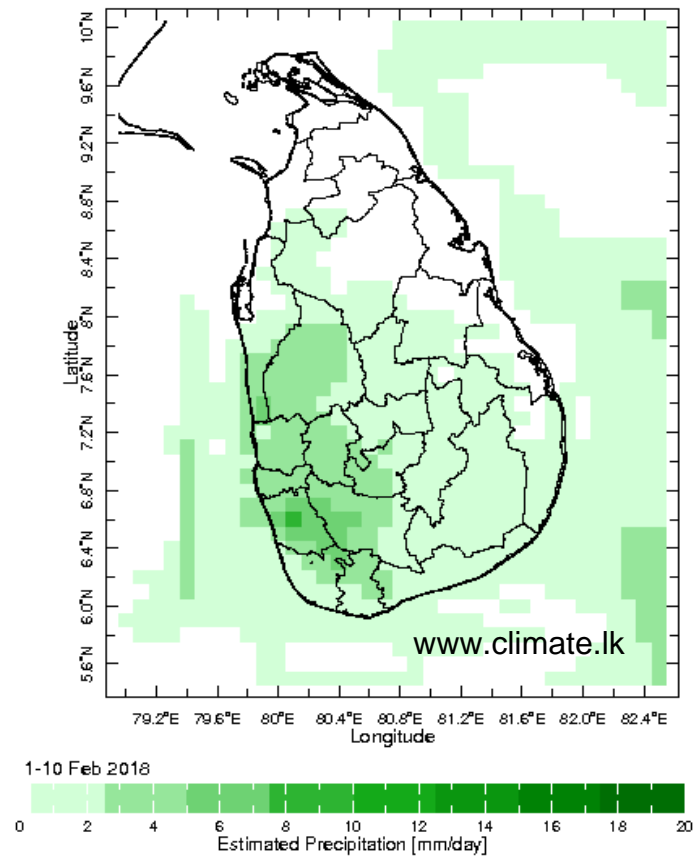 10°N
9.6°N
9.2°N
8.8°N
8.4°N
8°N
7.6°N
7.2°N
6.8°N
6.4°N
6.0°N
5.6°N
Latitude
www.climate.lk
79.2°E 79.6°E 80°E 80.4°E 80.8°E 81.2°E 81.6°E 82.0°E 82.4°E
Longitude
1-10 Feb 2018
0 2 4 6 8 10 12 14 16 18 20
Estimated Precipitation [mm/day]